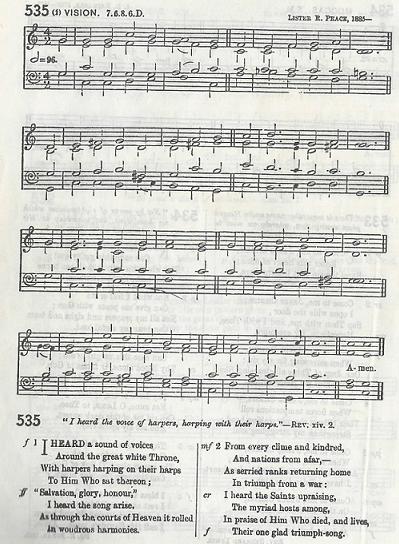 535 (1) VISION. 7.6.8.6.D.
LISTER R. PEACE, 1885—
=96.
A-men.
535
"I heard the voice of harpers, harping with their harps."—REV. xiv. 2.
f 1 I HEARD a sound of voices
Around the great white Throne,
With harpers harping on their harps
To Him Who sat thereon;
ff "Salvation, glory, honour,"
I heard the song arise,
As through the courts of Heaven it rolled
In wondrous harmonies.
mf 2 From every clime and kindred,
And nations from afar,—
As serried ranks returning home
In triumph from a war:
cr I heard the Saints upraising,
The myriad hosts among,
In praise of Him Who died, and lives,
f Their one glad triumph-song.